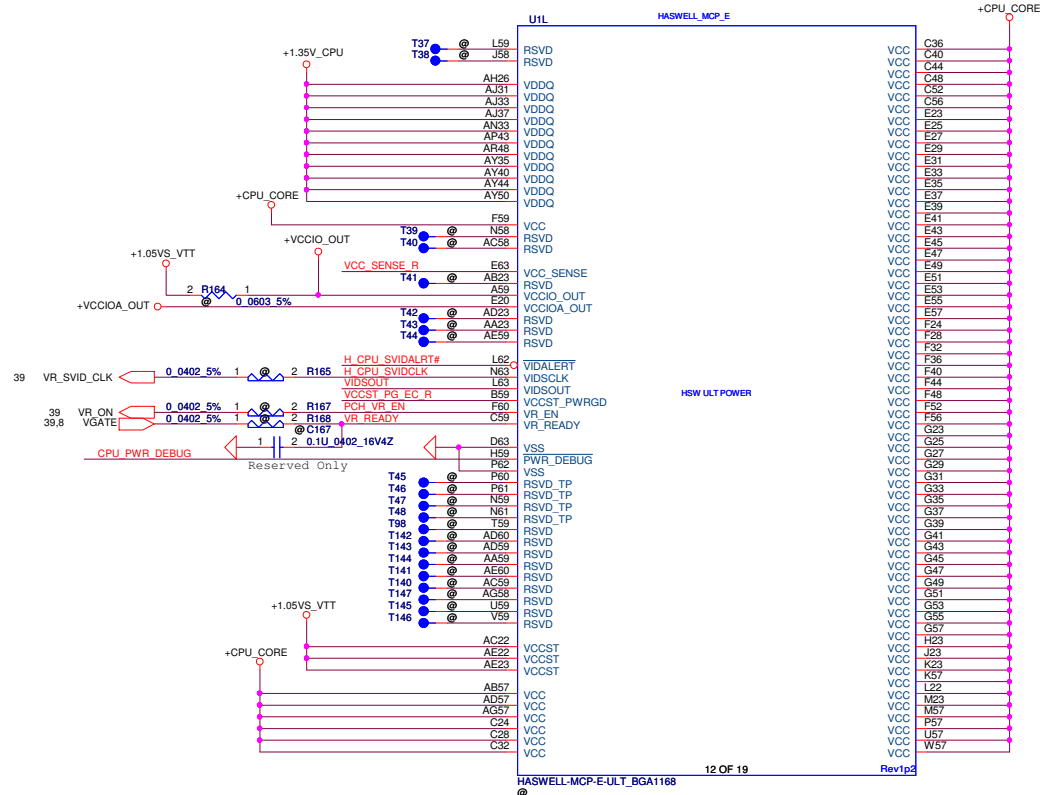 +CPU_CORE
U1L HASWELL_MCP_E
+1.35V_CPU
T37 @ L59 RSVD VCC C36
T38 @ J58 RSVD VCC C40
VCC C44
AH26 VDDQ VCC C48
AJ31 VDDQ VCC C52
AJ33 VDDQ VCC C56
AJ37 VDDQ VCC E23
AN33 VDDQ VCC E25
AP43 VDDQ VCC E27
AR48 VDDQ VCC E29
AY35 VDDQ VCC E31
AY40 VDDQ VCC E33
AY44 VDDQ VCC E35
AY50 VDDQ VCC E37
+CPU_CORE
VCC E39
F59 VCC VCC E41
T39 @ N58 RSVD VCC E43
T40 @ AC58 RSVD VCC E45
+VCCIO_OUT
VCC E47
+1.05VS_VTT
VCC_SENSE_R E63 VCC_SENSE VCC E49
T41 @ AB23 RSVD VCC E51
2 R164 1 A59 VCCIO_OUT VCC E53
@ 0_0603_5%
+VCCIOA_OUT E20 VCCIOA_OUT VCC E55
T42 @ AD23 RSVD VCC E57
T43 @ AA23 RSVD VCC F24
T44 @ AE59 RSVD VCC F28
VCC F32
H_CPU_SVIDALRT# L62 VIDALERT VCC F36
39 VR_SVID_CLK 0_0402_5% 1 @ 2 R165 H_CPU_SVIDCLK N63 VIDSCLK VCC F40
VIDSOUT L63 VIDSOUT VCC F44
VCCST_PG_EC_R B59 VCCST_PWRGD VCC F48
HSW ULT POWER
39 VR_ON 0_0402_5% 1 @ 2 R167 PCH_VR_EN F60 VR_EN VCC F52
39,8 VGATE 0_0402_5% 1 @ 2 R168 VR_READY C59 VR_READY VCC F56
@ C167
VCC G23
1 2 0.1U_0402_16V4Z D63 VSS VCC G25
CPU_PWR_DEBUG H59 PWR_DEBUG VCC G27
Reserved Only
P62 VSS VCC G29
T45 @ P60 RSVD_TP VCC G31
T46 @ P61 RSVD_TP VCC G33
T47 @ N59 RSVD_TP VCC G35
T48 @ N61 RSVD_TP VCC G37
T98 @ T59 RSVD VCC G39
T142 @ AD60 RSVD VCC G41
T143 @ AD59 RSVD VCC G43
T144 @ AA59 RSVD VCC G45
T141 @ AE60 RSVD VCC G47
T140 @ AC59 RSVD VCC G49
T147 @ AG58 RSVD VCC G51
T145 @ U59 RSVD VCC G53
T146 @ V59 RSVD VCC G55
+1.05VS_VTT
VCC G57
AC22 VCCST VCC H23
AE22 VCCST VCC J23
AE23 VCCST VCC K23
+CPU_CORE
VCC K57
AB57 VCC VCC L22
AD57 VCC VCC M23
AG57 VCC VCC M57
C24 VCC VCC P57
C28 VCC VCC U57
C32 VCC VCC W57
12 OF 19 Rev1p2
HASWELL-MCP-E-ULT_BGA1168
@